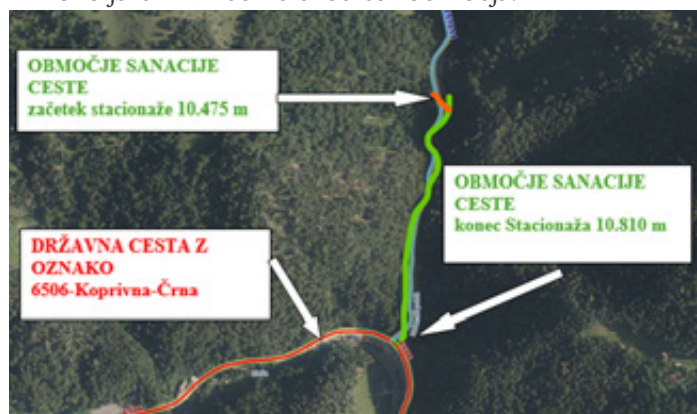 OBMOČJE SANACIJE
CESTE
začetek stacionaže 10.475 m
OBMOČJE SANACIJE
CESTE
konec Stacionaža 10.810 m
DRŽAVNA CESTA Z
OZNAKO
6506-Koprivna-Črna